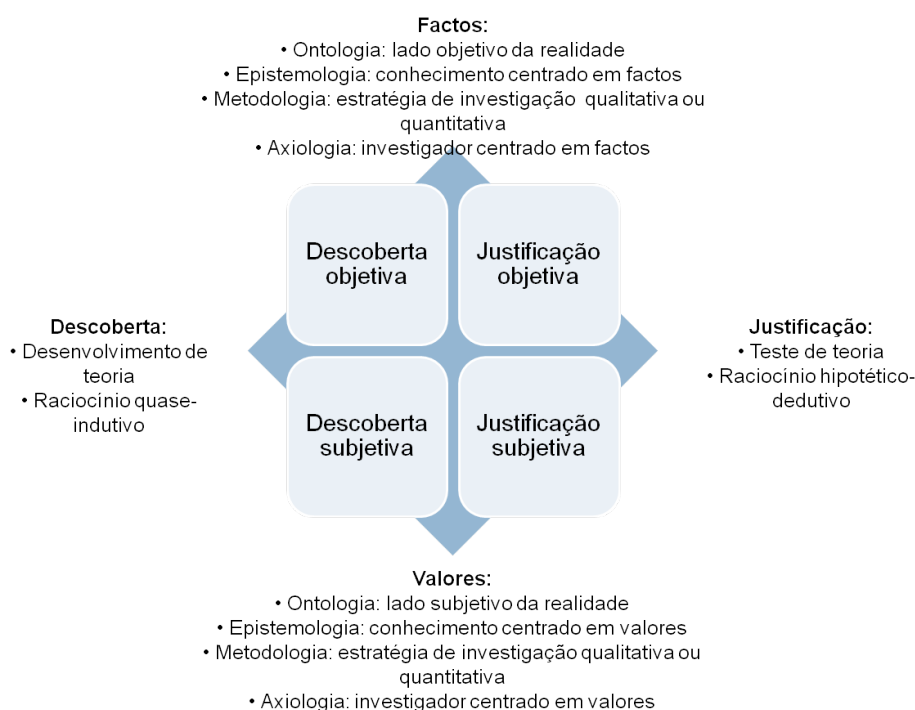 Factos:
• Ontologia: lado objetivo da realidade
• Epistemologia: conhecimento centrado em factos
• Metodologia: estratégia de investigação qualitativa ou
quantitativa
• Axiologia: investigador centrado em factos
Descoberta
objetiva
Justificação
objetiva
Descoberta:
• Desenvolvimento de
teoria
• Raciocínio quase-
indutivo
Justificação:
• Teste de teoria
• Raciocínio hipotético-
dedutivo
Descoberta
subjetiva
Justificação
subjetiva
Valores:
• Ontologia: lado subjetivo da realidade
• Epistemologia: conhecimento centrado em valores
• Metodologia: estratégia de investigação qualitativa ou
quantitativa
• Axiologia: investigador centrado em valores